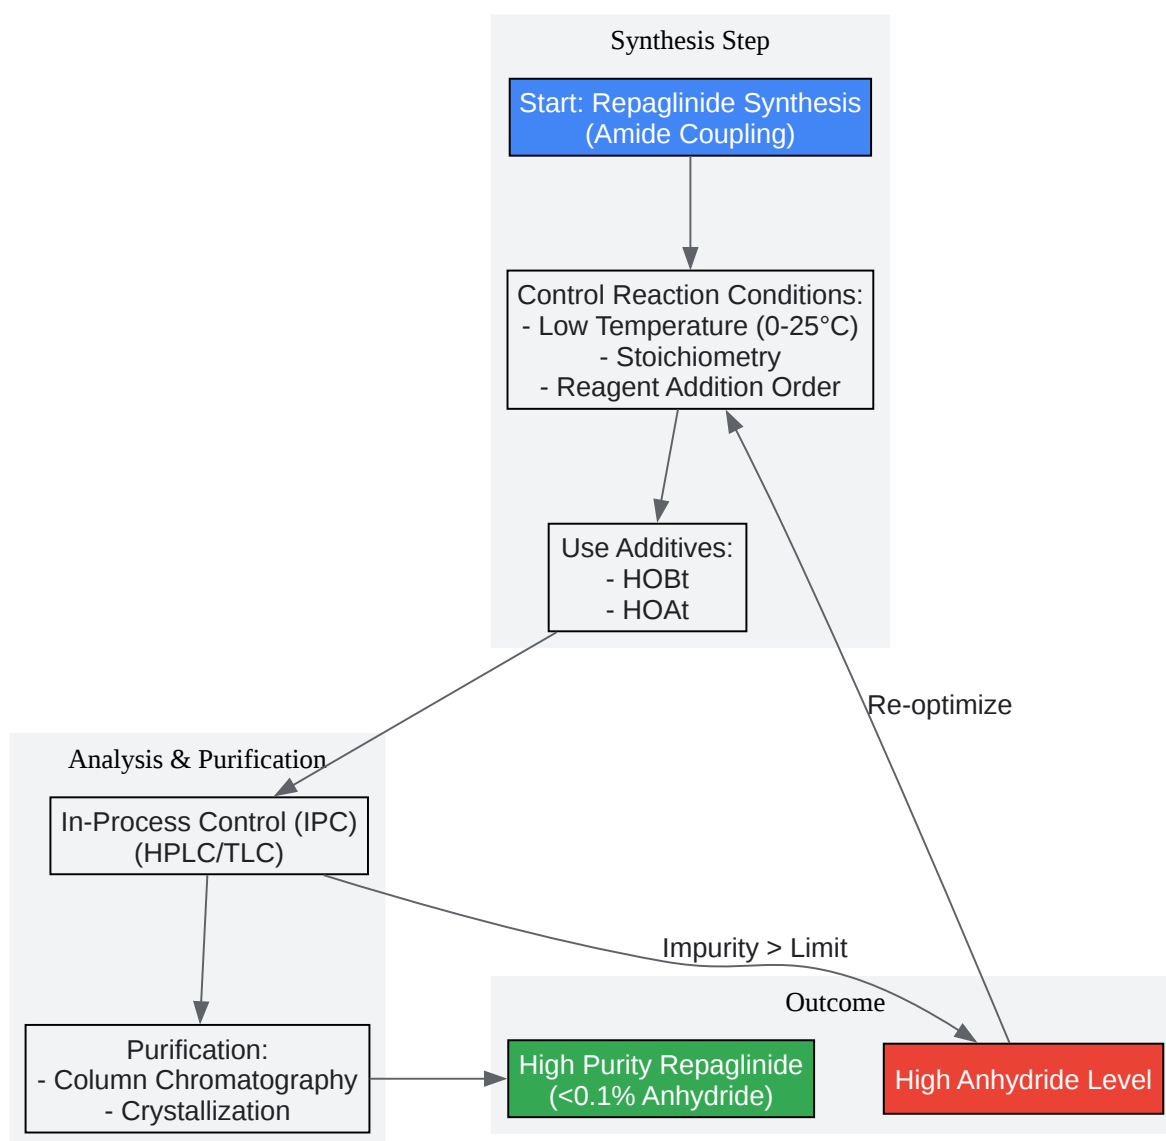 Synthesis Step
Start: Repaglinide Synthesis
(Amide Coupling)
Control Reaction Conditions:
- Low Temperature (0-25°C)
- Stoichiometry
- Reagent Addition Order
Use Additives:
- HOBt
- HOAt
Re-optimize
Analysis & Purification
In-Process Control (IPC)
(HPLC/TLC)
Impurity > Limit
Purification:
- Column Chromatography
- Crystallization
Outcome
High Purity Repaglinide
(<0.1% Anhydride)
High Anhydride Level